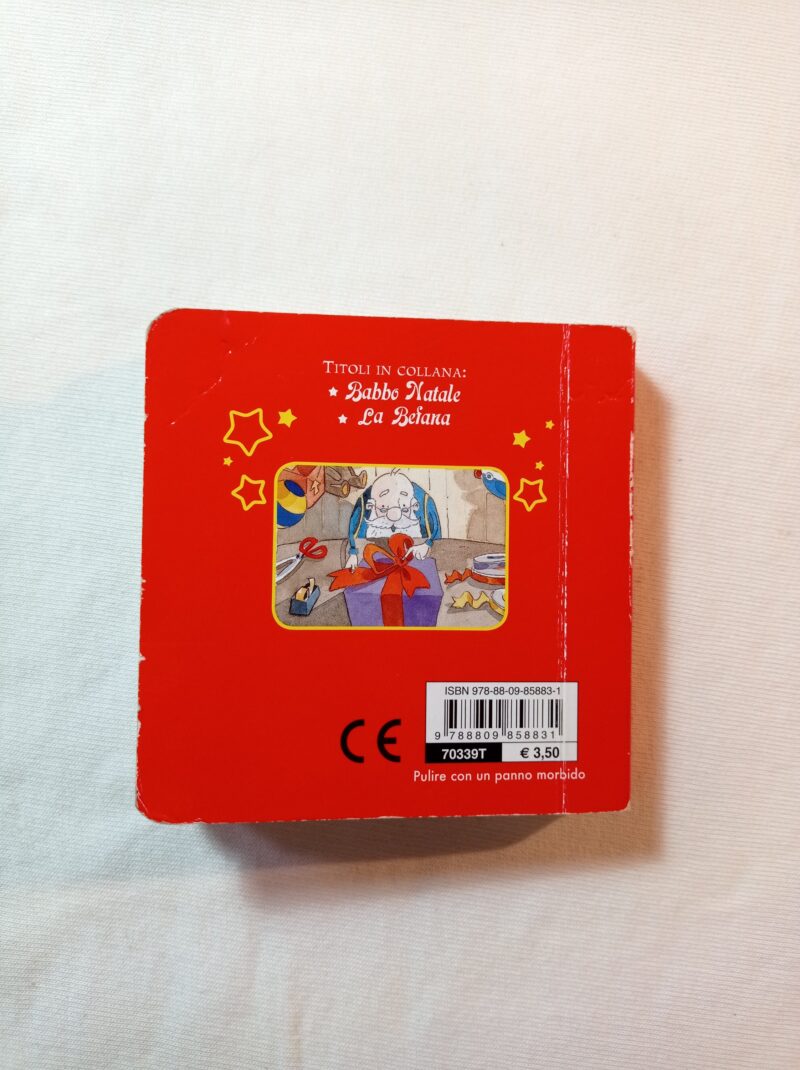 TITOLI IN COLLANA:
Babbo Natale
La Befana
ISBN 978-88-09-85883-1
9 788809 858831
70339T € 3,50
CE
Pulire con un panno morbido